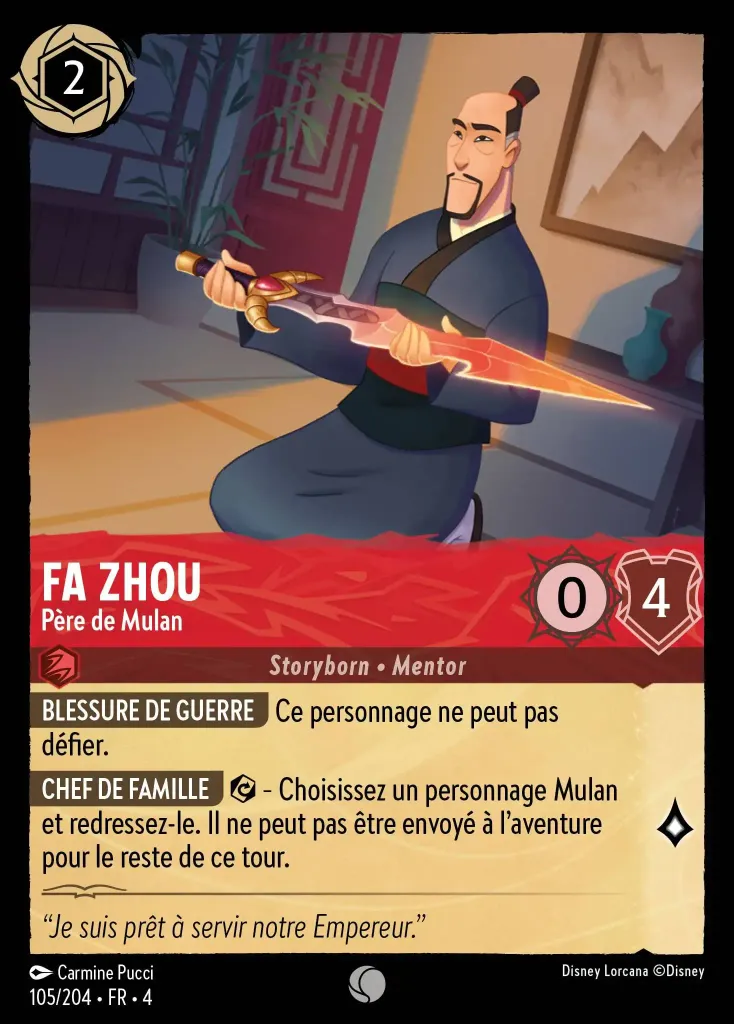 2
FA ZHOU
Père de Mulan
0
4
Storyborn • Mentor
BLESSURE DE GUERRE Ce personnage ne peut pas
défier.
CHEF DE FAMILLE - Choisissez un personnage Mulan
et redressez-le. Il ne peut pas être envoyé à l’aventure
pour le reste de ce tour.
“Je suis prêt à servir notre Empereur.”
Carmine Pucci
Disney Lorcana ©Disney
105/204 • FR • 4